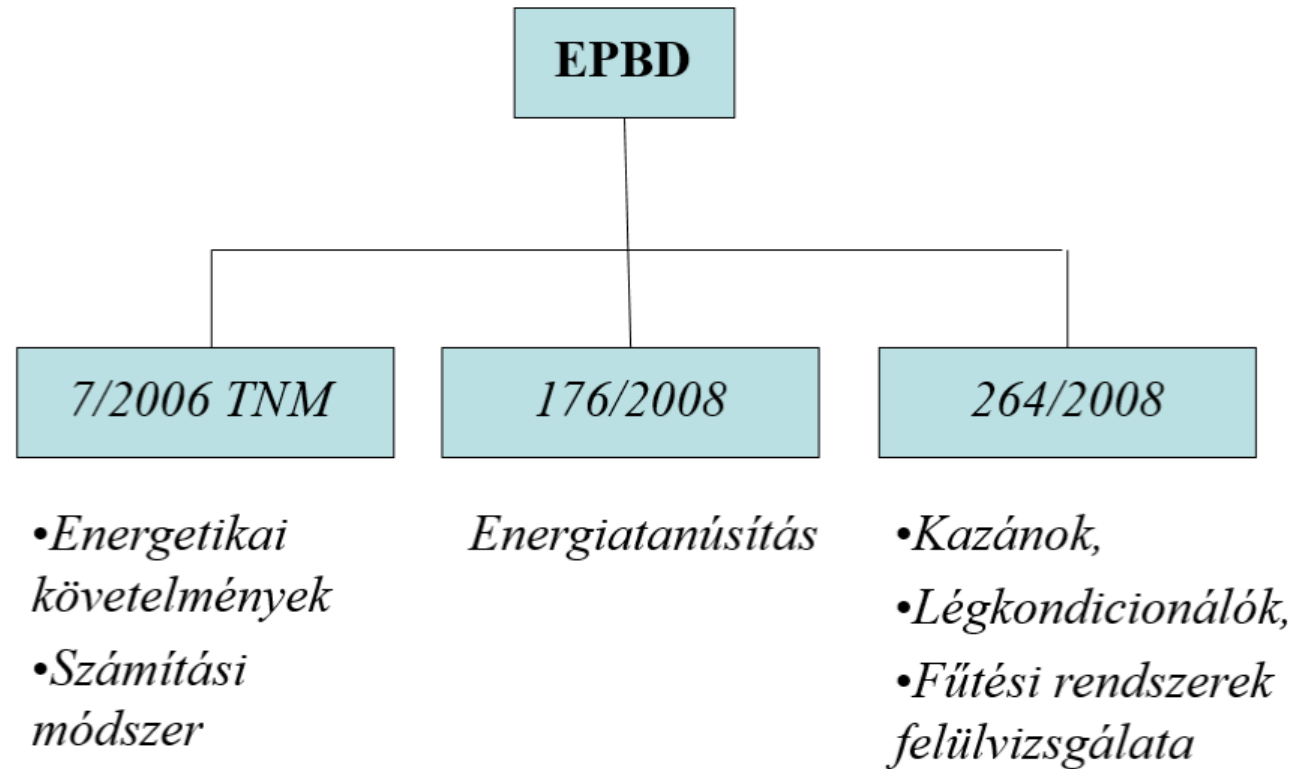 EPBD
7/2006 TNM
176/2008
264/2008
•Energetikai
követelmények
•Számítási
módszer
Energiatanúsítás
•Kazánok,
•Légkondicionálók,
•Fűtési rendszerek
felülvizsgálata